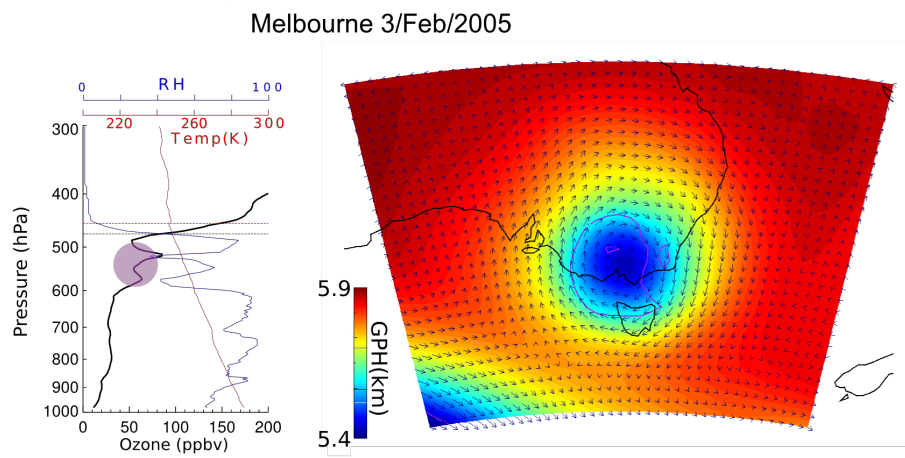 Melbourne 3/Feb/2005
0 RH 100
220 260 300
Temp(K)
300
400
500
600
700
800
900
1000
Pressure (hPa)
0 50 100 150 200
Ozone (ppbv)
5.9
GPH(km)
5.4